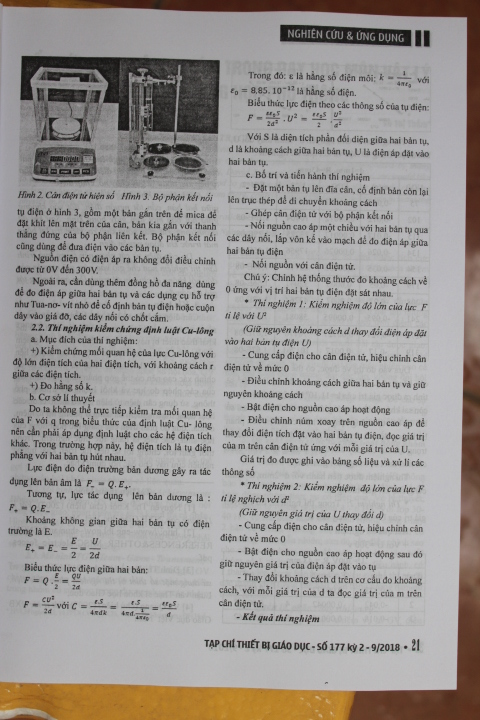 NGHIÊN CỨU & ỨNG DỤNG
Hình 2. Cân điện tử hiện số Hình 3. Bộ phận kết nối
tụ điện ở hình 3, gồm một bản gắn trên đế mica để
đặt khít lên mặt trên của cân, bản kia gắn với thanh
thẳng đứng của bộ phận liên kết. Bộ phận kết nối
cũng dùng để đưa điện vào các bản tụ.
Nguồn điện có điện áp ra không đổi điều chỉnh
được từ 0V đến 300V.
Ngoài ra, cần dùng thêm đồng hồ đa năng dùng
để đo điện áp giữa hai bản tụ và các dụng cụ hỗ trợ
như Tua-nơ- vít nhỏ để cố định bản tụ điện hoặc cuộn
dây vào giá đỡ, các dây nối có chốt cắm.
2.2. Thí nghiệm kiểm chứng định luật Cu-lông
a. Mục đích của thí nghiệm:
+) Kiểm chứng mối quan hệ của lực Cu-lông với
độ lớn điện tích của hai điện tích, với khoảng cách r
giữa các điện tích.
+) Đo hằng số k.
b. Cơ sở lí thuyết
Do ta không thể trực tiếp kiểm tra mối quan hệ
của F với q trong biểu thức của định luật Cu- lông
nên cần phải áp dụng định luật cho các hệ điện tích
khác. Trong trường hợp này, hệ điện tích là tụ điện
phẳng với hai bản tụ hút nhau.
Lực điện do điện trường bản dương gây ra tác
dụng lên bản âm là F₋ = Q. E₊.
Tương tự, lực tác dụng lên bản dương là :
F₊ = Q. E₋
Khoảng không gian giữa hai bản tụ có điện
trường là E.
E₊ = E₋ = E/2 = U/2d
Biểu thức lực điện giữa hai bản:
F = Q . E/2 = QU/2d
F = CU²/2d với C = ε.S/4πdk = ε.S/(4πd.1/4πε₀) = εε₀S/d
Trong đó: ε là hằng số điện môi: k = 1/4πε₀ với
ε₀ = 8,85. 10⁻¹² là hằng số điện.
Biểu thức lực điện theo các thông số của tụ điện:
F = εε₀S/2d² . U² = εε₀S/2 . U²/d²
Với S là diện tích phần đối diện giữa hai bản tụ,
d là khoảng cách giữa hai bản tụ, U là điện áp đặt vào
hai bản tụ.
c. Bố trí và tiến hành thí nghiệm
- Đặt một bản tụ lên đĩa cân, cố định bản còn lại
lên trục thép để di chuyển khoảng cách
- Ghép cân điện tử với bộ phận kết nối
- Nối nguồn cao áp một chiều với hai bản tụ qua
các dây nối, lắp vôn kế vào mạch để đo điện áp giữa
hai bản tụ điện
- Nối nguồn với cân điện tử.
Chú ý: Chỉnh hệ thống thước đo khoảng cách về
0 ứng với vị trí hai bản tụ điện đặt sát nhau.
* Thí nghiệm 1: Kiểm nghiệm độ lớn của lực F
tỉ lệ với U²
(Giữ nguyên khoảng cách d thay đổi điện áp đặt
vào hai bản tụ điện U)
- Cung cấp điện cho cân điện tử, hiệu chỉnh cân
điện tử về mức 0
- Điều chỉnh khoảng cách giữa hai bản tụ và giữ
nguyên khoảng cách
- Bật điện cho nguồn cao áp hoạt động
- Điều chỉnh núm xoay trên nguồn cao áp để
thay đổi điện tích đặt vào hai bản tụ điện, đọc giá trị
của m trên cân điện tử ứng với mỗi giá trị của U.
Giá trị đo được ghi vào bảng số liệu và xử lí các
thông số
* Thí nghiệm 2: Kiểm nghiệm độ lớn của lực F
tỉ lệ nghịch với d²
(Giữ nguyên giá trị của U thay đổi d)
- Cung cấp điện cho cân điện tử, hiệu chỉnh cân
điện tử về mức 0
- Bật điện cho nguồn cao áp hoạt động sau đó
giữ nguyên giá trị của điện áp đặt vào tụ
- Thay đổi khoảng cách d trên cơ cấu đo khoảng
cách, với mỗi giá trị của d ta đọc giá trị của m trên
cân điện tử.
- Kết quả thí nghiệm
TẠP CHÍ THIẾT BỊ GIÁO DỤC - SỐ 177 kỳ 2 - 9/2018 • 21